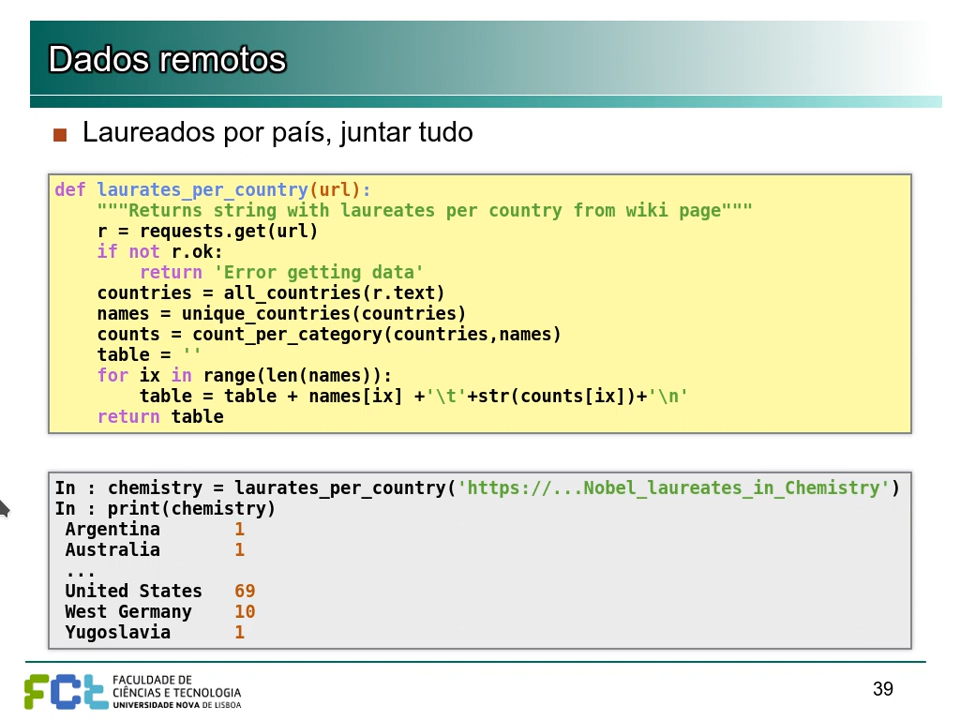 Dados remotos
Laureados por país, juntar tudo
def laurates_per_country(url):
    """Returns string with laureates per country from wiki page"""
    r = requests.get(url)
    if not r.ok:
        return 'Error getting data'
    countries = all_countries(r.text)
    names = unique_countries(countries)
    counts = count_per_category(countries,names)
    table = ''
    for ix in range(len(names)):
        table = table + names[ix] +'\t'+str(counts[ix])+'\n'
    return table
In : chemistry = laurates_per_country('https://...Nobel_laureates_in_Chemistry')
In : print(chemistry)
 Argentina       1
 Australia       1
 ...
 United States   69
 West Germany    10
 Yugoslavia      1
FCt
FACULDADE DE
CIÊNCIAS E TECNOLOGIA
UNIVERSIDADE NOVA DE LISBOA
39